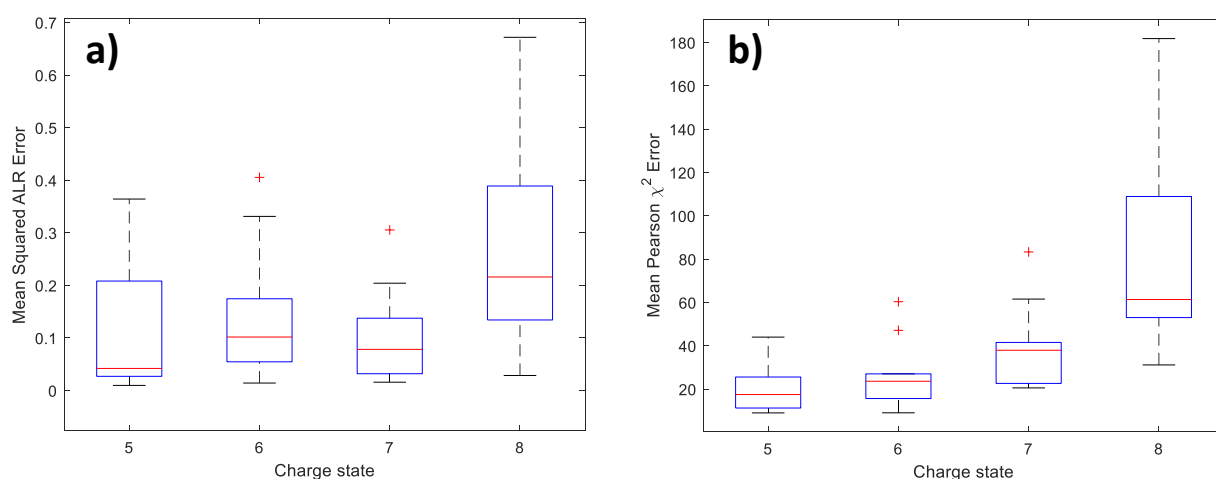 a)
0.7
0.6
0.5
0.4
0.3
0.2
0.1
0
Mean Squared ALR Error
5 6 7 8
Charge state
b)
180
160
140
120
100
80
60
40
20
Mean Pearson χ² Error
5 6 7 8
Charge state